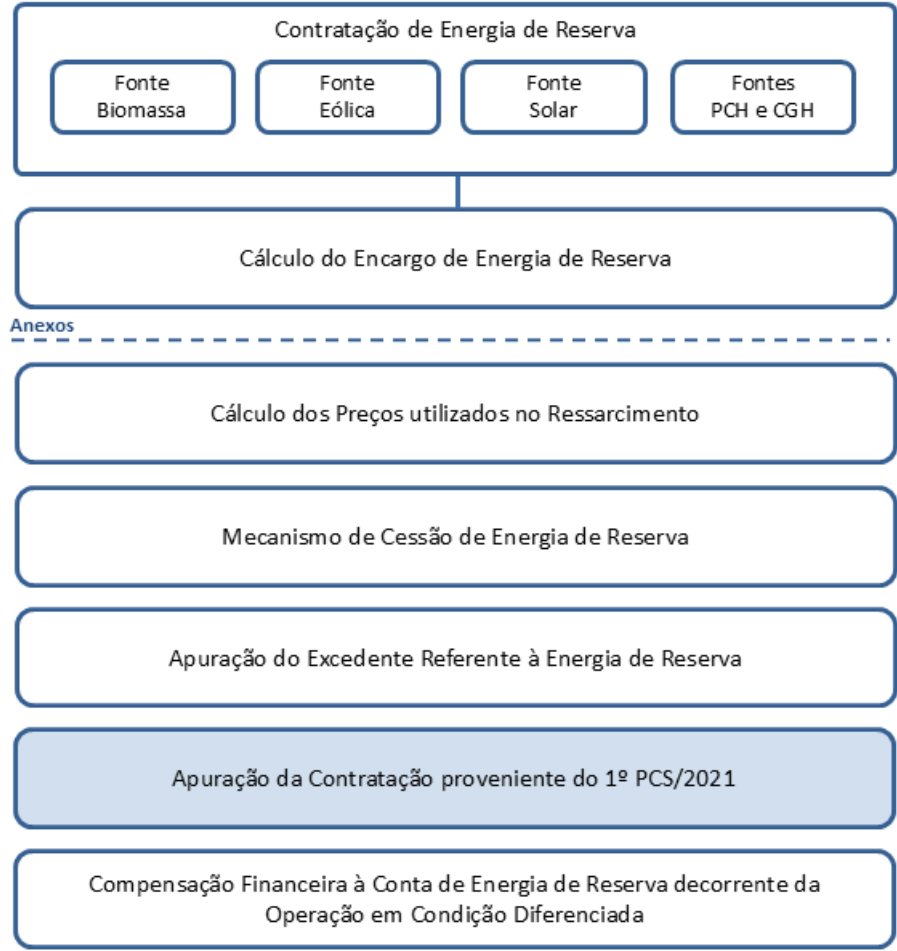 Contratação de Energia de Reserva
Fonte
Biomassa
Fonte
Eólica
Fonte
Solar
Fontes
PCH e CGH
Cálculo do Encargo de Energia de Reserva
Anexos
Cálculo dos Preços utilizados no Ressarcimento
Mecanismo de Cessão de Energia de Reserva
Apuração do Excedente Referente à Energia de Reserva
Apuração da Contratação proveniente do 1º PCS/2021
Compensação Financeira à Conta de Energia de Reserva decorrente da
Operação em Condição Diferenciada